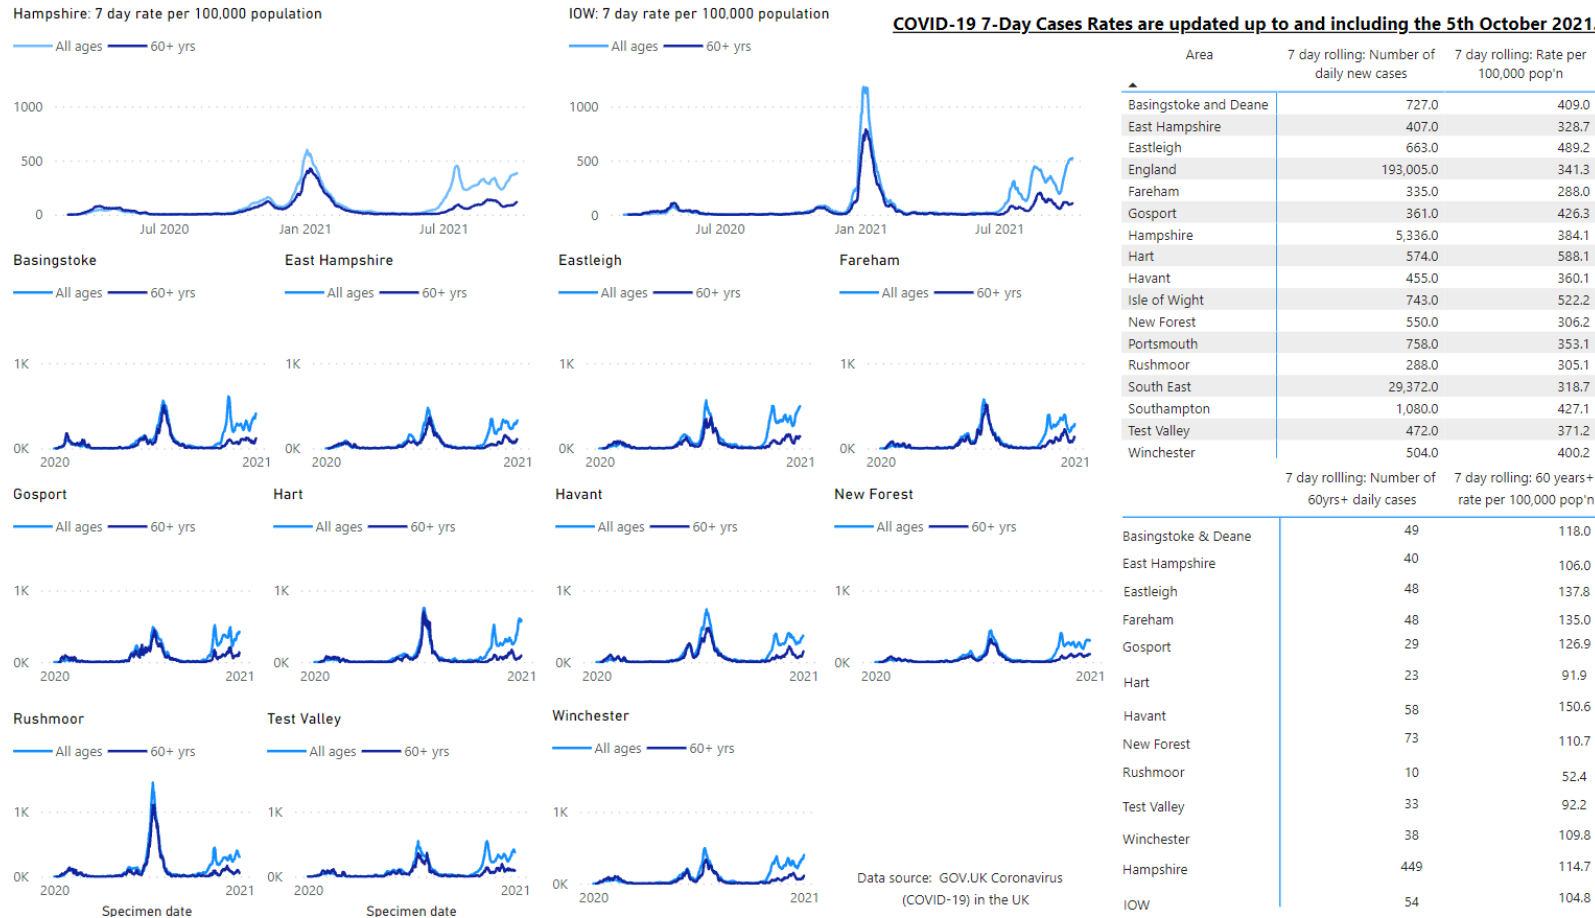 Hampshire: 7 day rate per 100,000 population
All ages 60+ yrs
1000
500
0
Jul 2020 Jan 2021 Jul 2021
IOW: 7 day rate per 100,000 population
All ages 60+ yrs
1000
500
0
Jul 2020 Jan 2021 Jul 2021
COVID-19 7-Day Cases Rates are updated up to and including the 5th October 2021.
Area 7 day rolling: Number of daily new cases 7 day rolling: Rate per 100,000 pop'n
Basingstoke and Deane 727.0 409.0
East Hampshire 407.0 328.7
Eastleigh 663.0 489.2
England 193,005.0 341.3
Fareham 335.0 288.0
Gosport 361.0 426.3
Hampshire 5,336.0 384.1
Hart 574.0 588.1
Havant 455.0 360.1
Isle of Wight 743.0 522.2
New Forest 550.0 306.2
Portsmouth 758.0 353.1
Rushmoor 288.0 305.1
South East 29,372.0 318.7
Southampton 1,080.0 427.1
Test Valley 472.0 371.2
Winchester 504.0 400.2
7 day rollling: Number of 60yrs+ daily cases 7 day rolling: 60 years+ rate per 100,000 pop'n
Basingstoke & Deane 49 118.0
East Hampshire 40 106.0
Eastleigh 48 137.8
Fareham 48 135.0
Gosport 29 126.9
Hart 23 91.9
Havant 58 150.6
New Forest 73 110.7
Rushmoor 10 52.4
Test Valley 33 92.2
Winchester 38 109.8
Hampshire 449 114.7
IOW 54 104.8
Basingstoke
All ages 60+ yrs
1K
0K
2020 2021
East Hampshire
All ages 60+ yrs
1K
0K
2020 2021
Eastleigh
All ages 60+ yrs
1K
0K
2020 2021
Fareham
All ages 60+ yrs
1K
0K
2020 2021
Gosport
All ages 60+ yrs
1K
0K
2020 2021
Hart
All ages 60+ yrs
1K
0K
2020 2021
Havant
All ages 60+ yrs
1K
0K
2020 2021
New Forest
All ages 60+ yrs
1K
0K
2020 2021
Rushmoor
All ages 60+ yrs
1K
0K
2020 2021
Specimen date
Test Valley
All ages 60+ yrs
1K
0K
2020 2021
Specimen date
Winchester
All ages 60+ yrs
1K
0K
2020 2021
Data source: GOV.UK Coronavirus
(COVID-19) in the UK